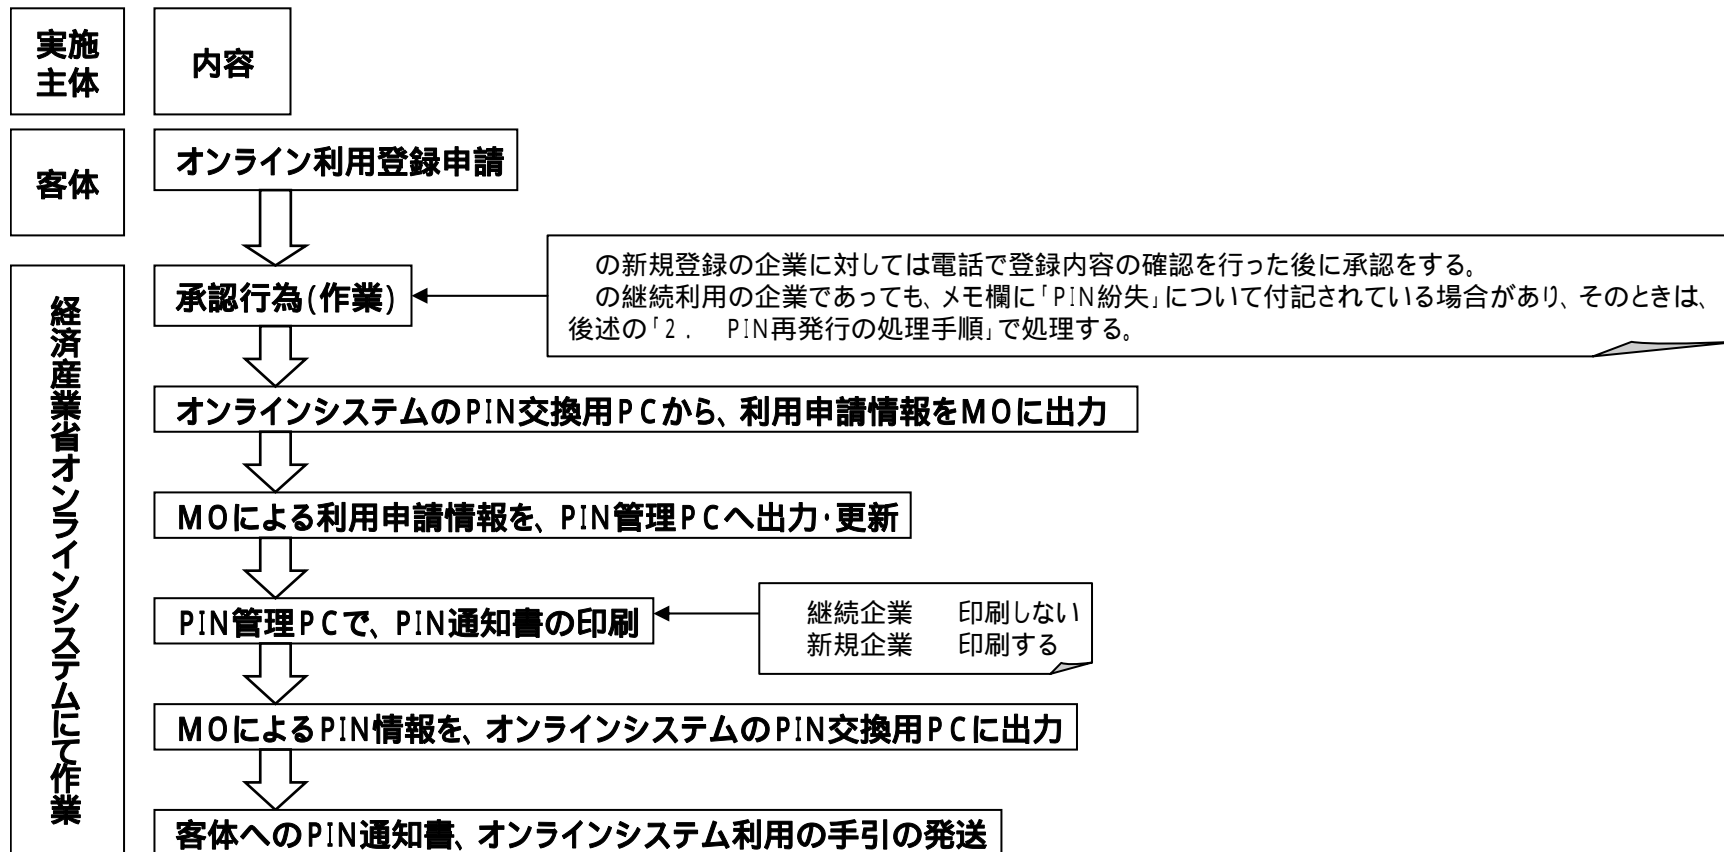 実施
主体
内容
客体
オンライン利用登録申請
経済産業省オンラインシステムにて作業
承認行為(作業)
の新規登録の企業に対しては電話で登録内容の確認を行った後に承認をする。
の継続利用の企業であっても、メモ欄に「PIN紛失」について付記されている場合があり、そのときは、
後述の「2. PIN再発行の処理手順」で処理する。
オンラインシステムのPIN交換用PCから、利用申請情報をMOに出力
MOによる利用申請情報を、PIN管理PCへ出力・更新
PIN管理PCで、PIN通知書の印刷
継続企業 印刷しない
新規企業 印刷する
MOによるPIN情報を、オンラインシステムのPIN交換用PCに出力
客体へのPIN通知書、オンラインシステム利用の手引の発送